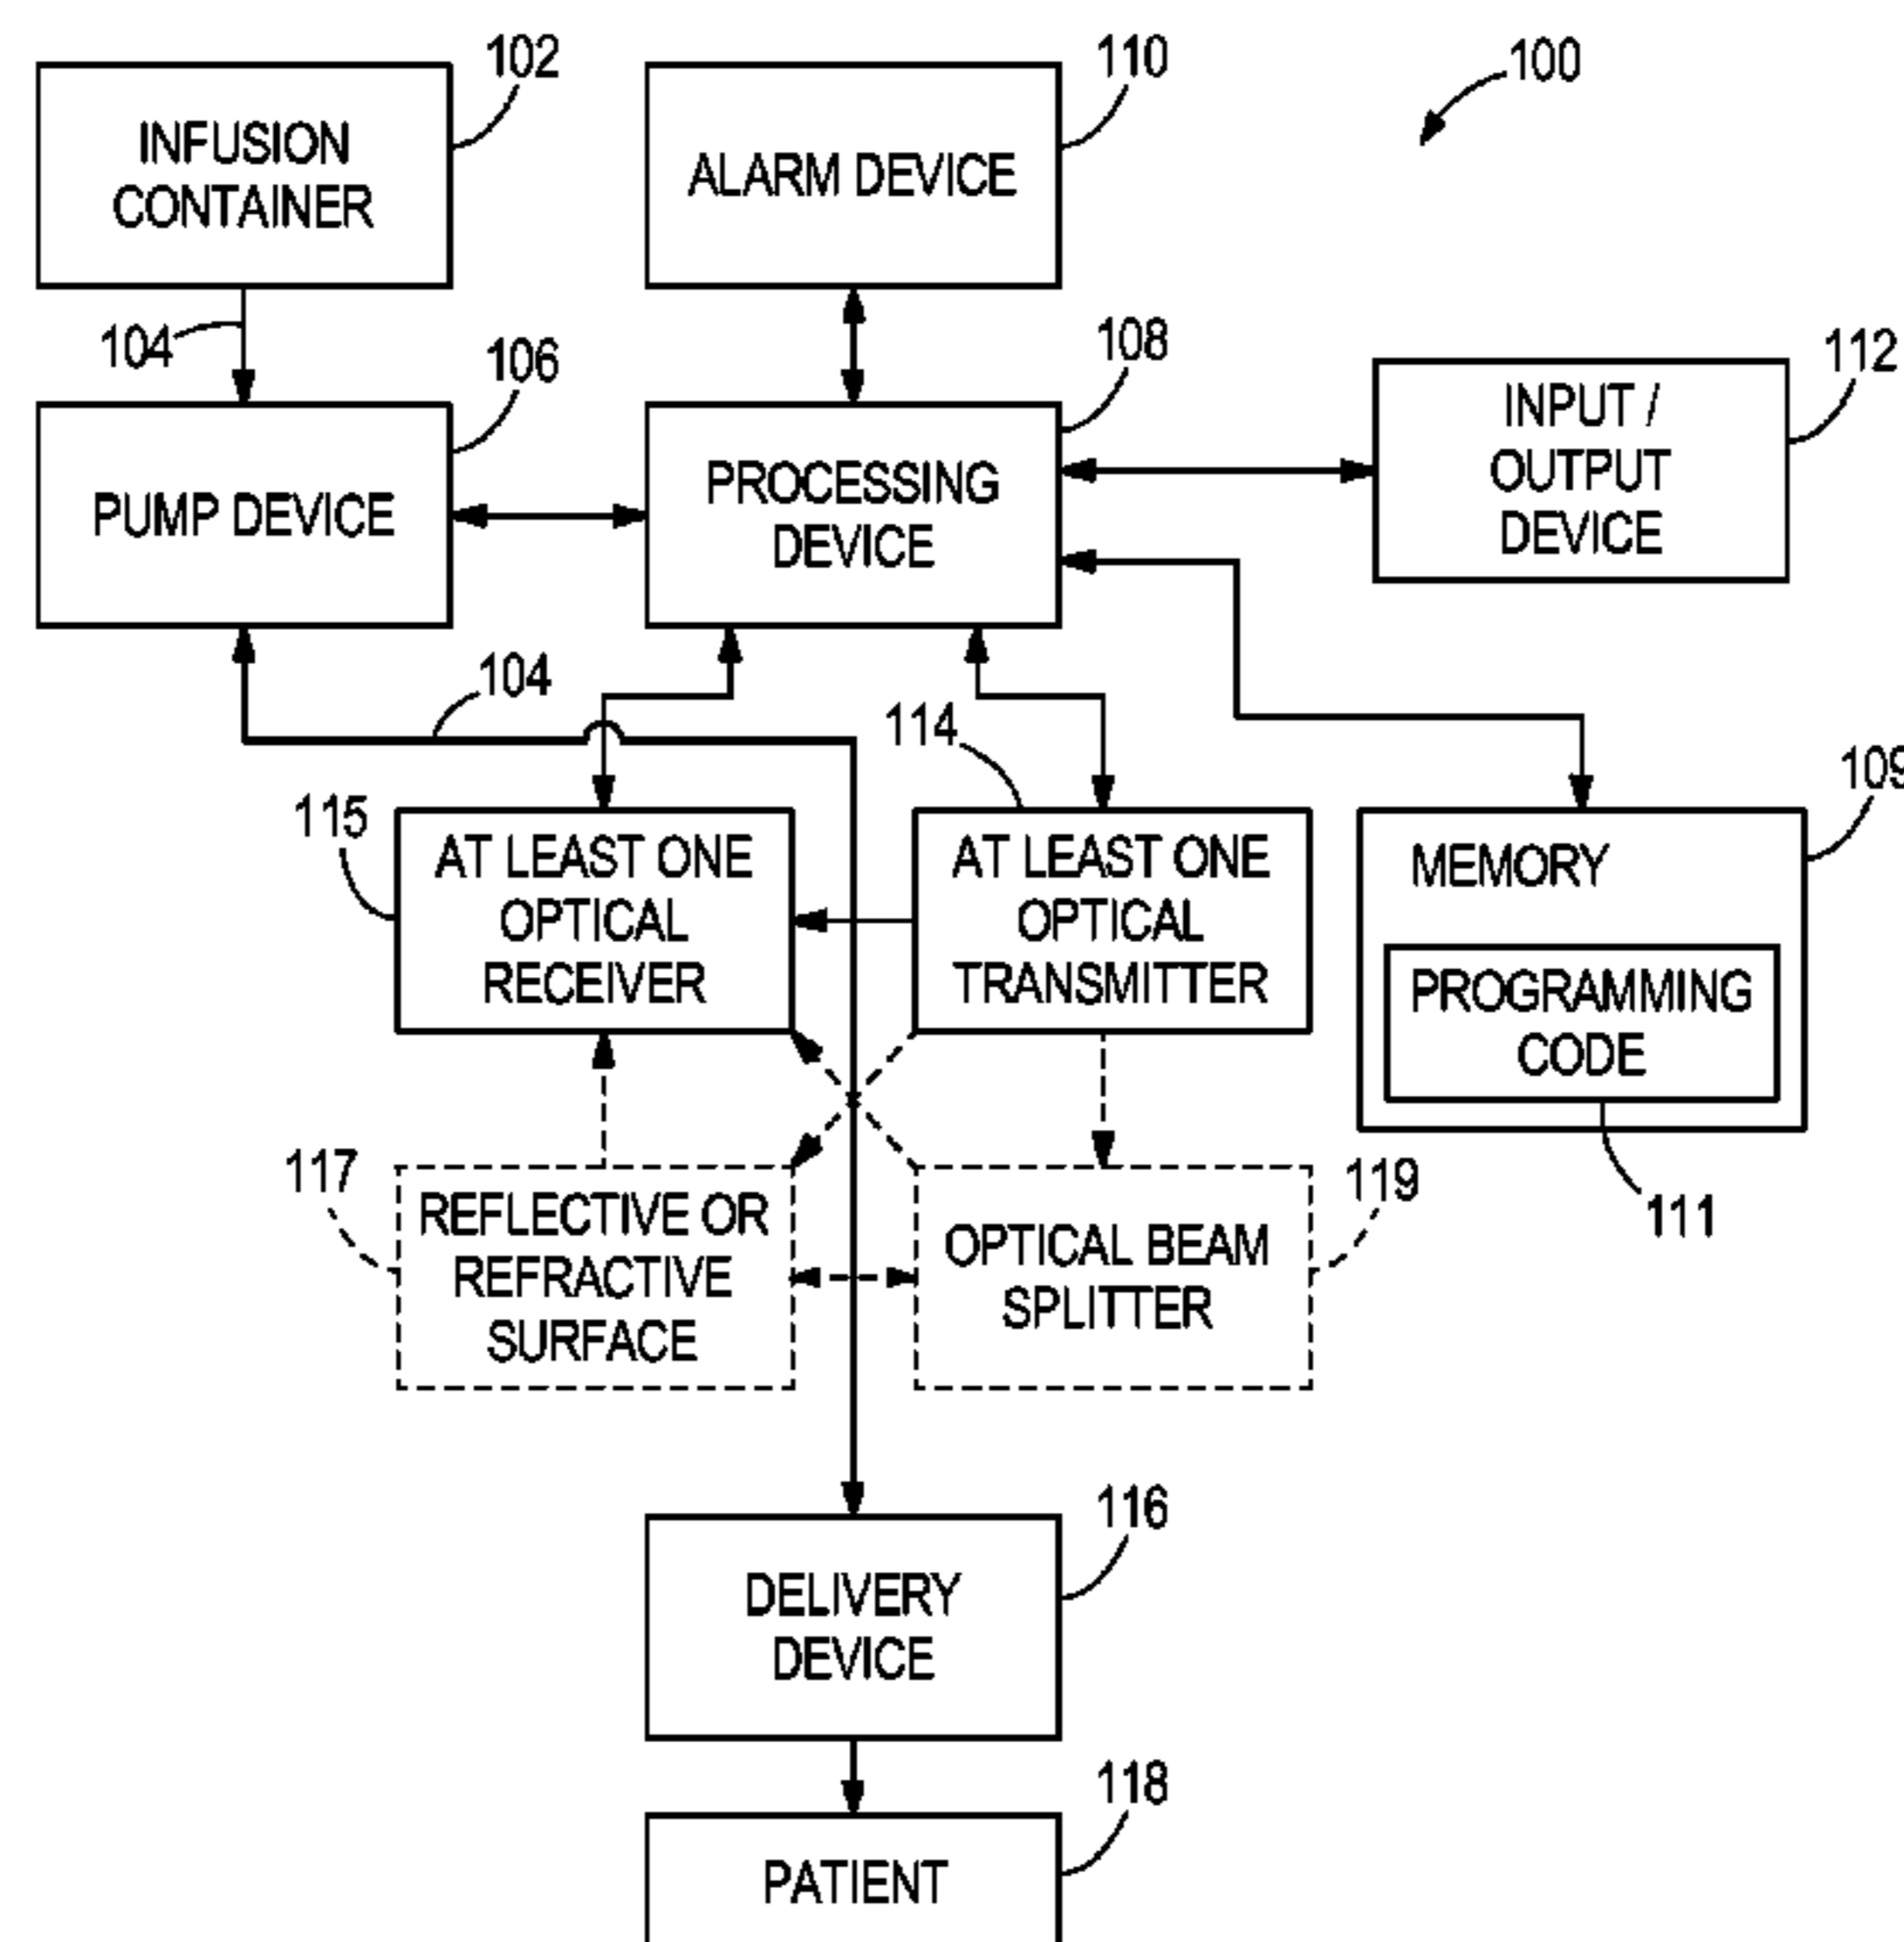 102
110
100
INFUSION
CONTAINER
ALARM DEVICE
104
106
108
112
PUMP DEVICE
PROCESSING
DEVICE
INPUT /
OUTPUT
DEVICE
104
114
109
115
AT LEAST ONE
OPTICAL
RECEIVER
AT LEAST ONE
OPTICAL
TRANSMITTER
MEMORY
PROGRAMMING
CODE
111
117
119
REFLECTIVE OR
REFRACTIVE
SURFACE
OPTICAL BEAM
SPLITTER
116
DELIVERY
DEVICE
118
PATIENT